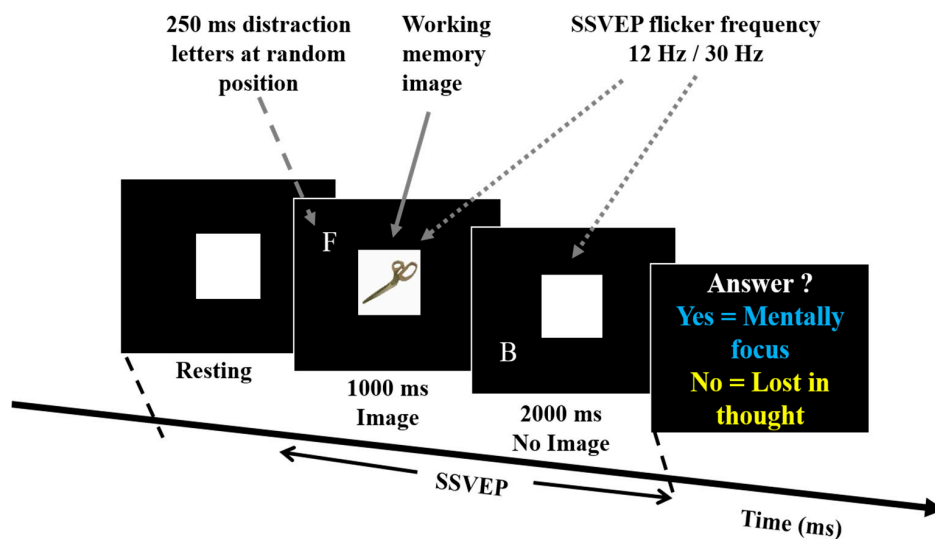 250 ms distraction
letters at random
position
Working
memory
image
SSVEP flicker frequency
12 Hz / 30 Hz
F
B
Answer ?
Yes = Mentally
focus
No = Lost in
thought
Resting
1000 ms
Image
2000 ms
No Image
SSVEP
Time (ms)